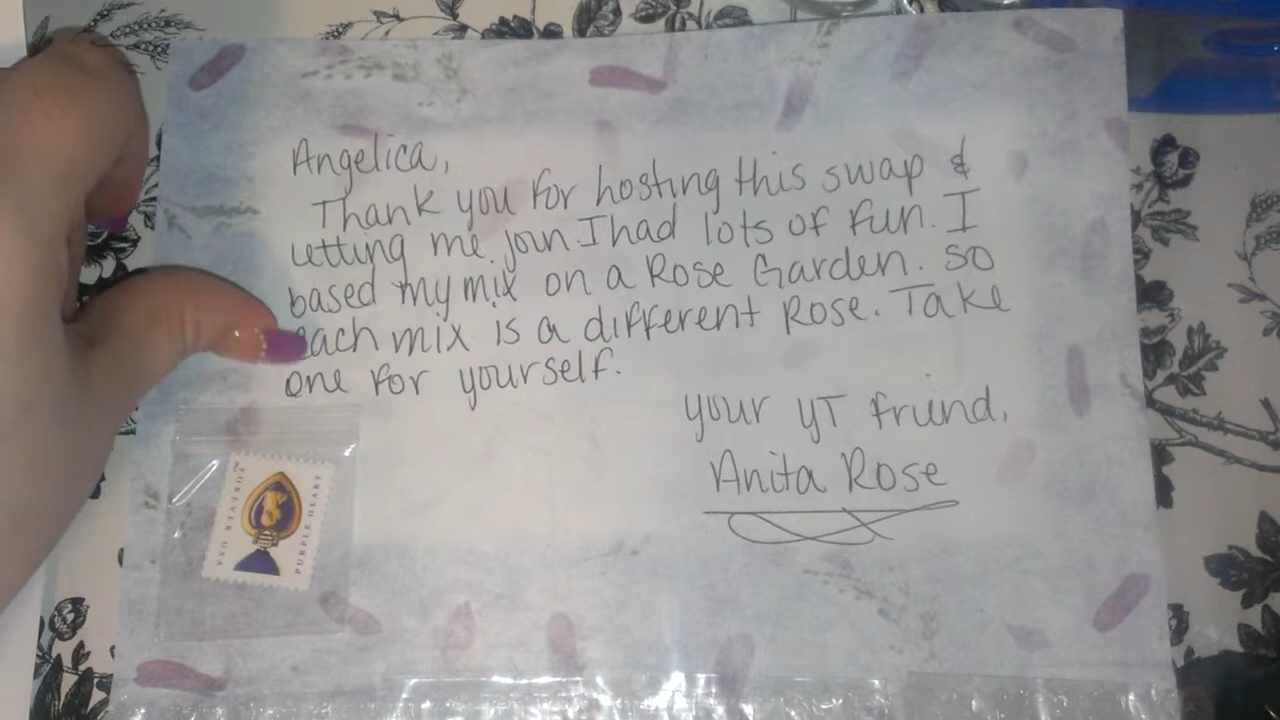 Angelica,
Thank you for hosting this swap &
letting me join. I had lots of fun. I
based my mix on a Rose Garden. So
each mix is a different Rose. Take
one for yourself.
your YT friend,
Anita Rose
USA FOREVER
PURPLE HEART